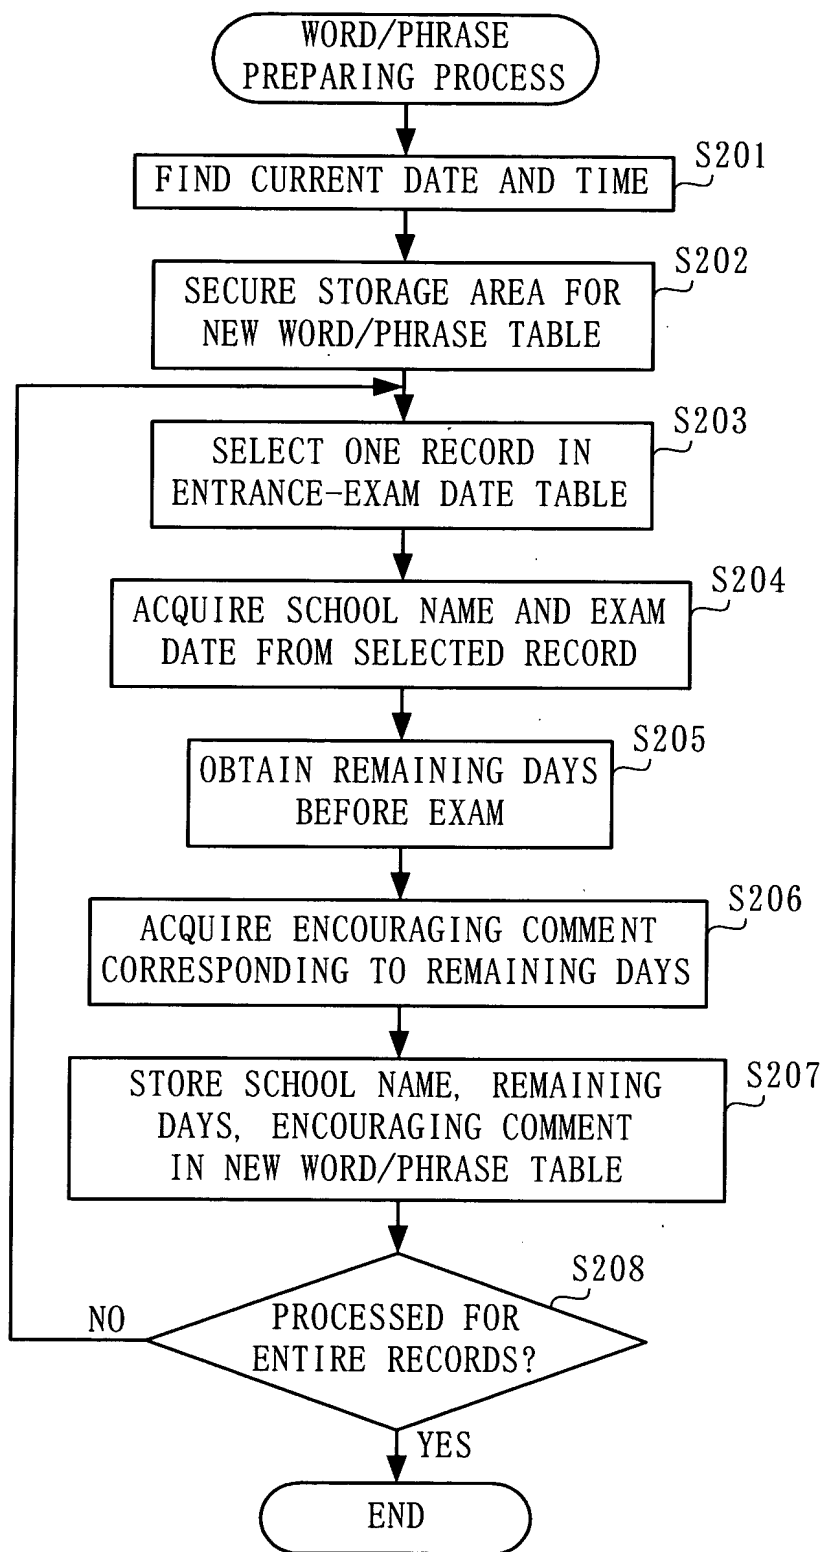 WORD/PHRASE
PREPARING PROCESS
S201
FIND CURRENT DATE AND TIME
S202
SECURE STORAGE AREA FOR
NEW WORD/PHRASE TABLE
S203
SELECT ONE RECORD IN
ENTRANCE-EXAM DATE TABLE
S204
ACQUIRE SCHOOL NAME AND EXAM
DATE FROM SELECTED RECORD
S205
OBTAIN REMAINING DAYS
BEFORE EXAM
S206
ACQUIRE ENCOURAGING COMMENT
CORRESPONDING TO REMAINING DAYS
S207
STORE SCHOOL NAME, REMAINING
DAYS, ENCOURAGING COMMENT
IN NEW WORD/PHRASE TABLE
S208
PROCESSED FOR
ENTIRE RECORDS?
NO
YES
END